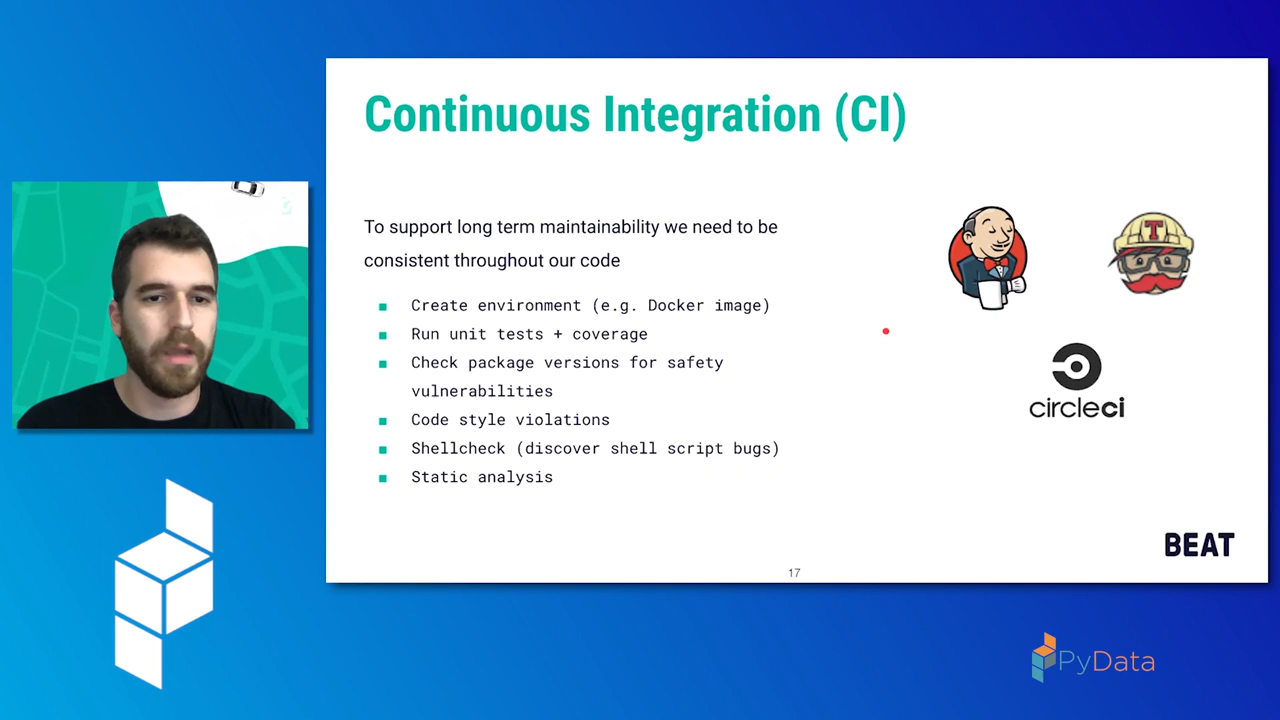 Continuous Integration (CI)
To support long term maintainability we need to be
consistent throughout our code
Create environment (e.g. Docker image)
Run unit tests + coverage
Check package versions for safety
vulnerabilities
Code style violations
Shellcheck (discover shell script bugs)
Static analysis
T
circleci
BEAT
17
PyData